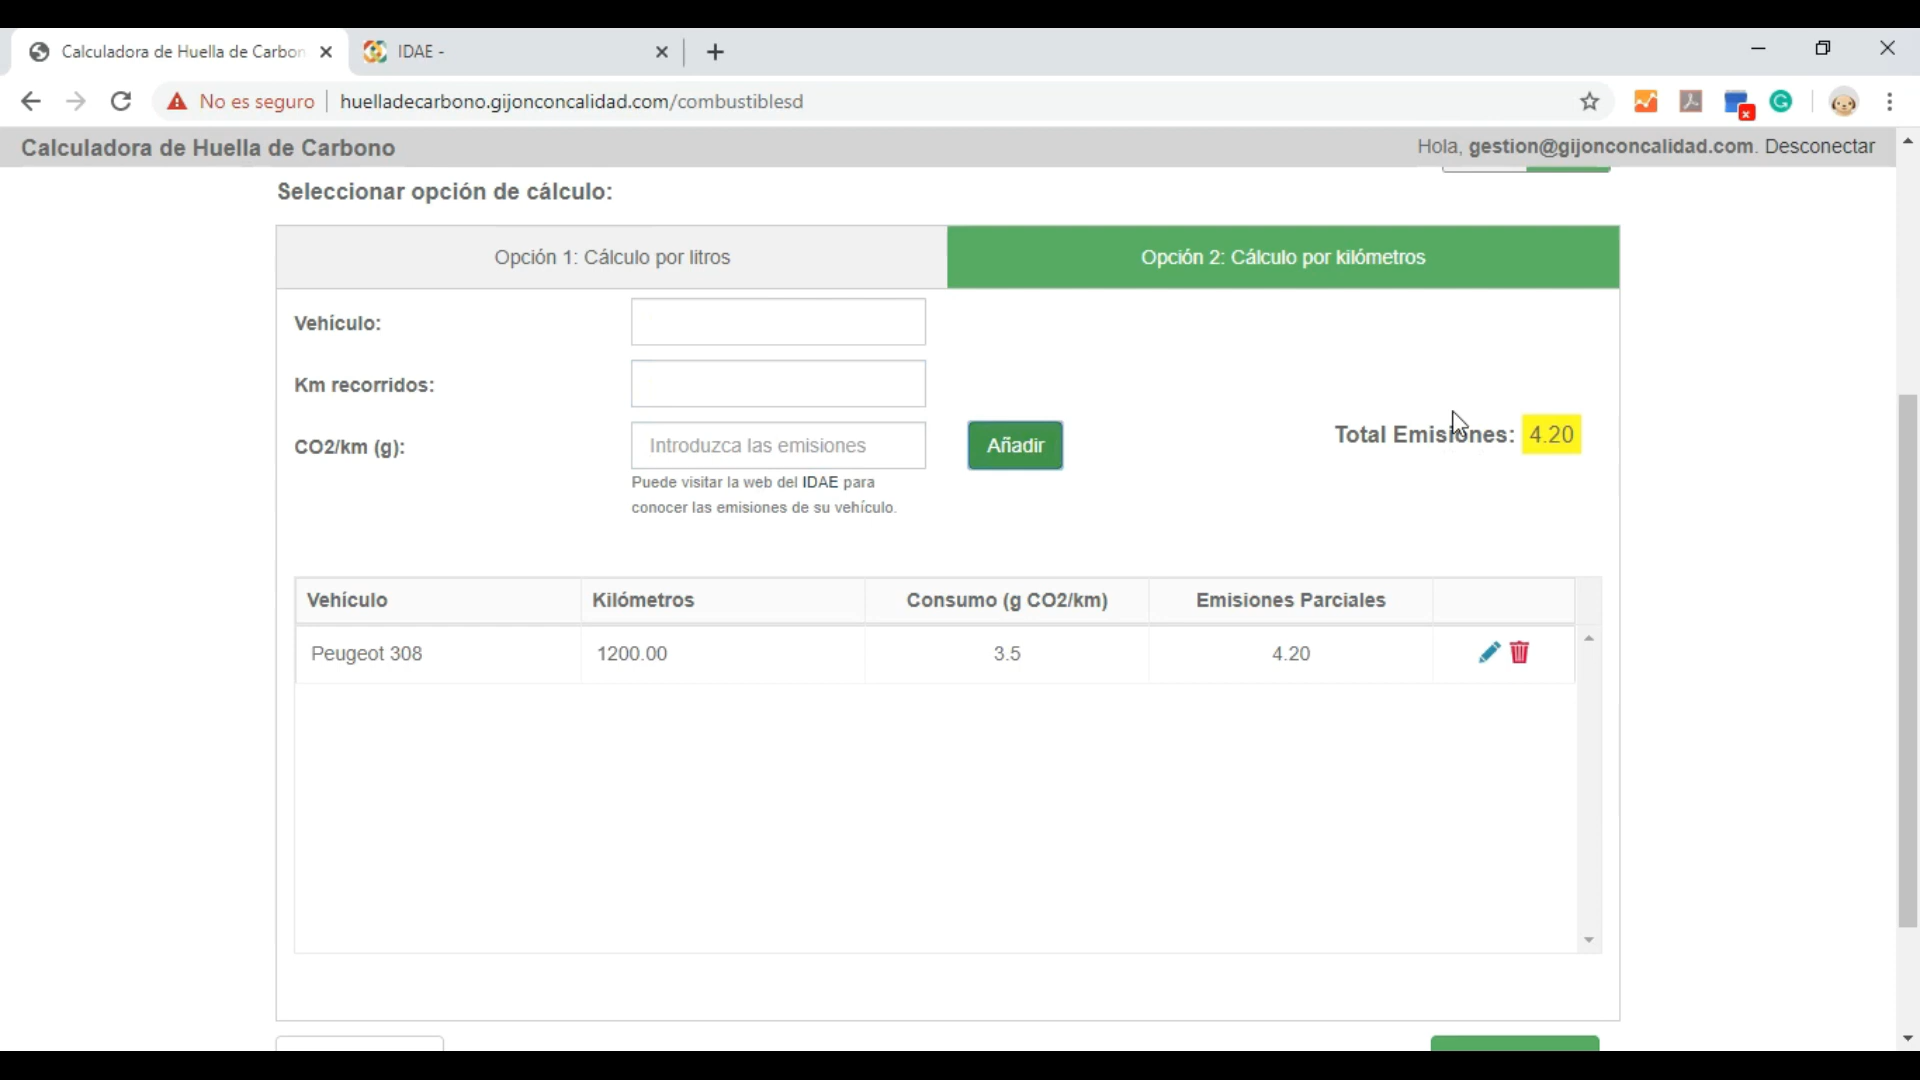 Calculadora de Huella de Carbon
IDAE -
No es seguro
huelladecarbono.gijonconcalidad.com/combustiblesd
Calculadora de Huella de Carbono
Hola, gestion@gijonconcalidad.com. Desconectar
Seleccionar opción de cálculo:
Opción 1: Cálculo por litros
Opción 2: Cálculo por kilómetros
Vehículo:
Km recorridos:
CO2/km (g):
Introduzca las emisiones
Añadir
Total Emisiones: 4.20
Puede visitar la web del IDAE para
conocer las emisiones de su vehículo.
Vehículo Kilómetros Consumo (g CO2/km) Emisiones Parciales
Peugeot 308 1200.00 3.5 4.20